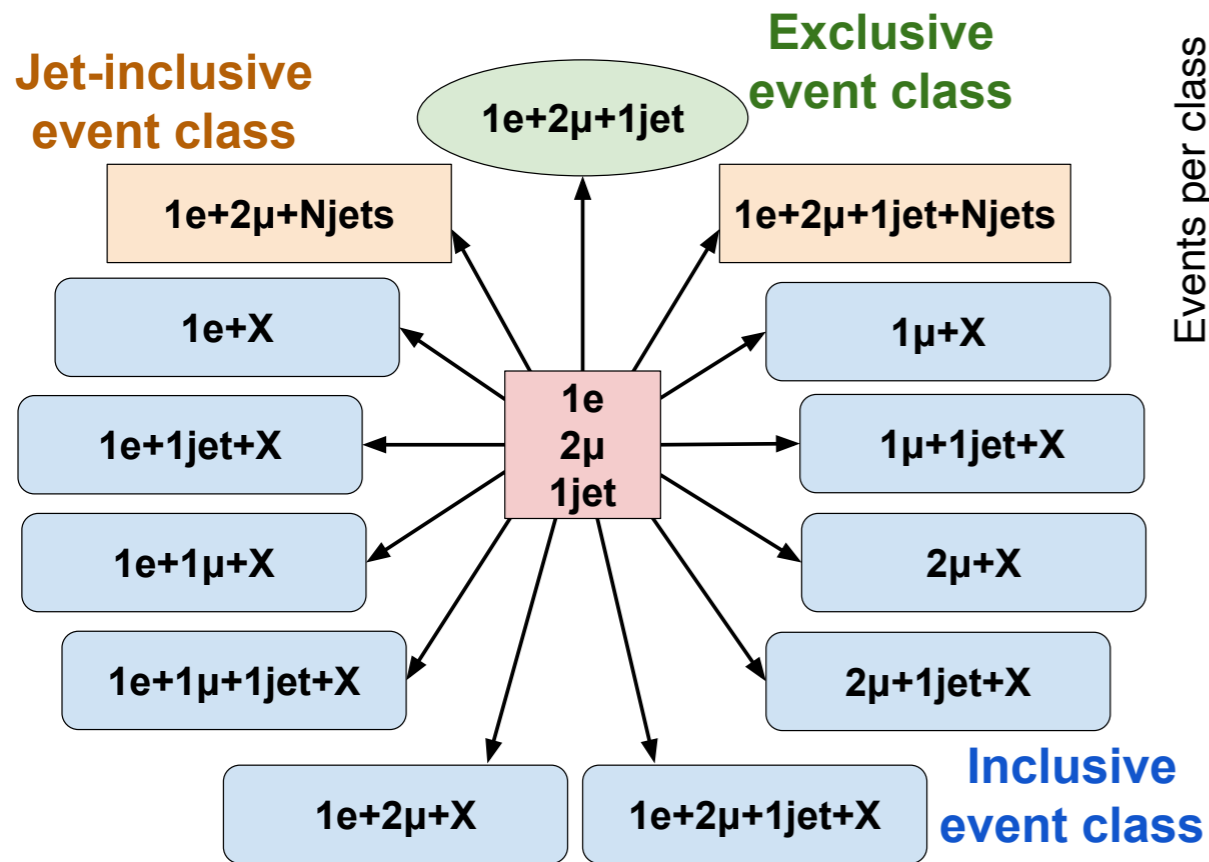 Jet-inclusive
event class
Exclusive
event class
Events per class
1e+2μ+1jet
1e+2μ+Njets
1e+2μ+1jet+Njets
1e+X
1μ+X
1e
2μ
1jet
1e+1jet+X
1μ+1jet+X
1e+1μ+X
2μ+X
1e+1μ+1jet+X
2μ+1jet+X
1e+2μ+X
1e+2μ+1jet+X
Inclusive
event class